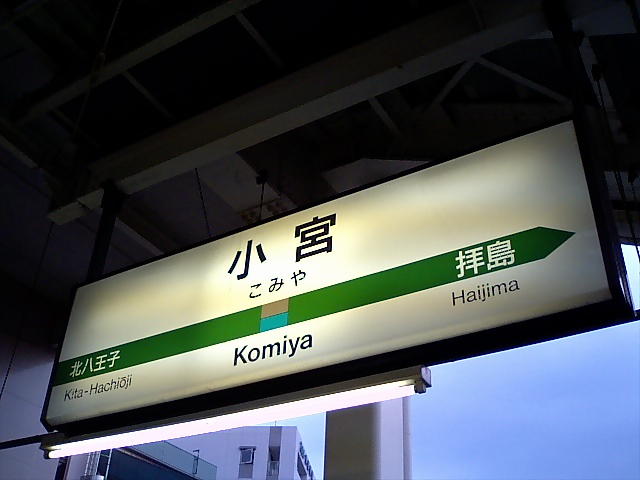 小宮
こみや
北八王子
拝島
Kita-Hachiōji
Komiya
Haijima